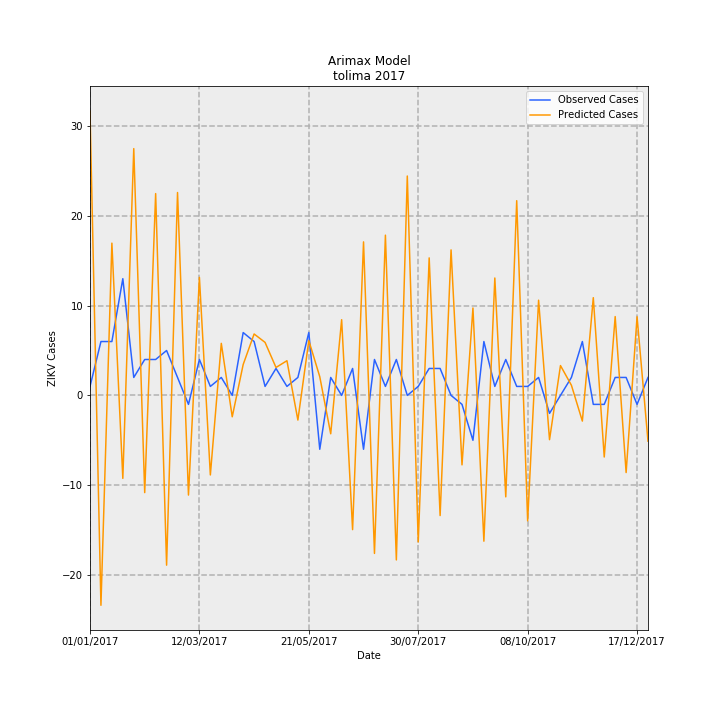 Arimax Model
tolima 2017
Observed Cases
Predicted Cases
30
20
10
0
−10
−20
ZIKV Cases
01/01/2017 12/03/2017 21/05/2017 30/07/2017 08/10/2017 17/12/2017
Date